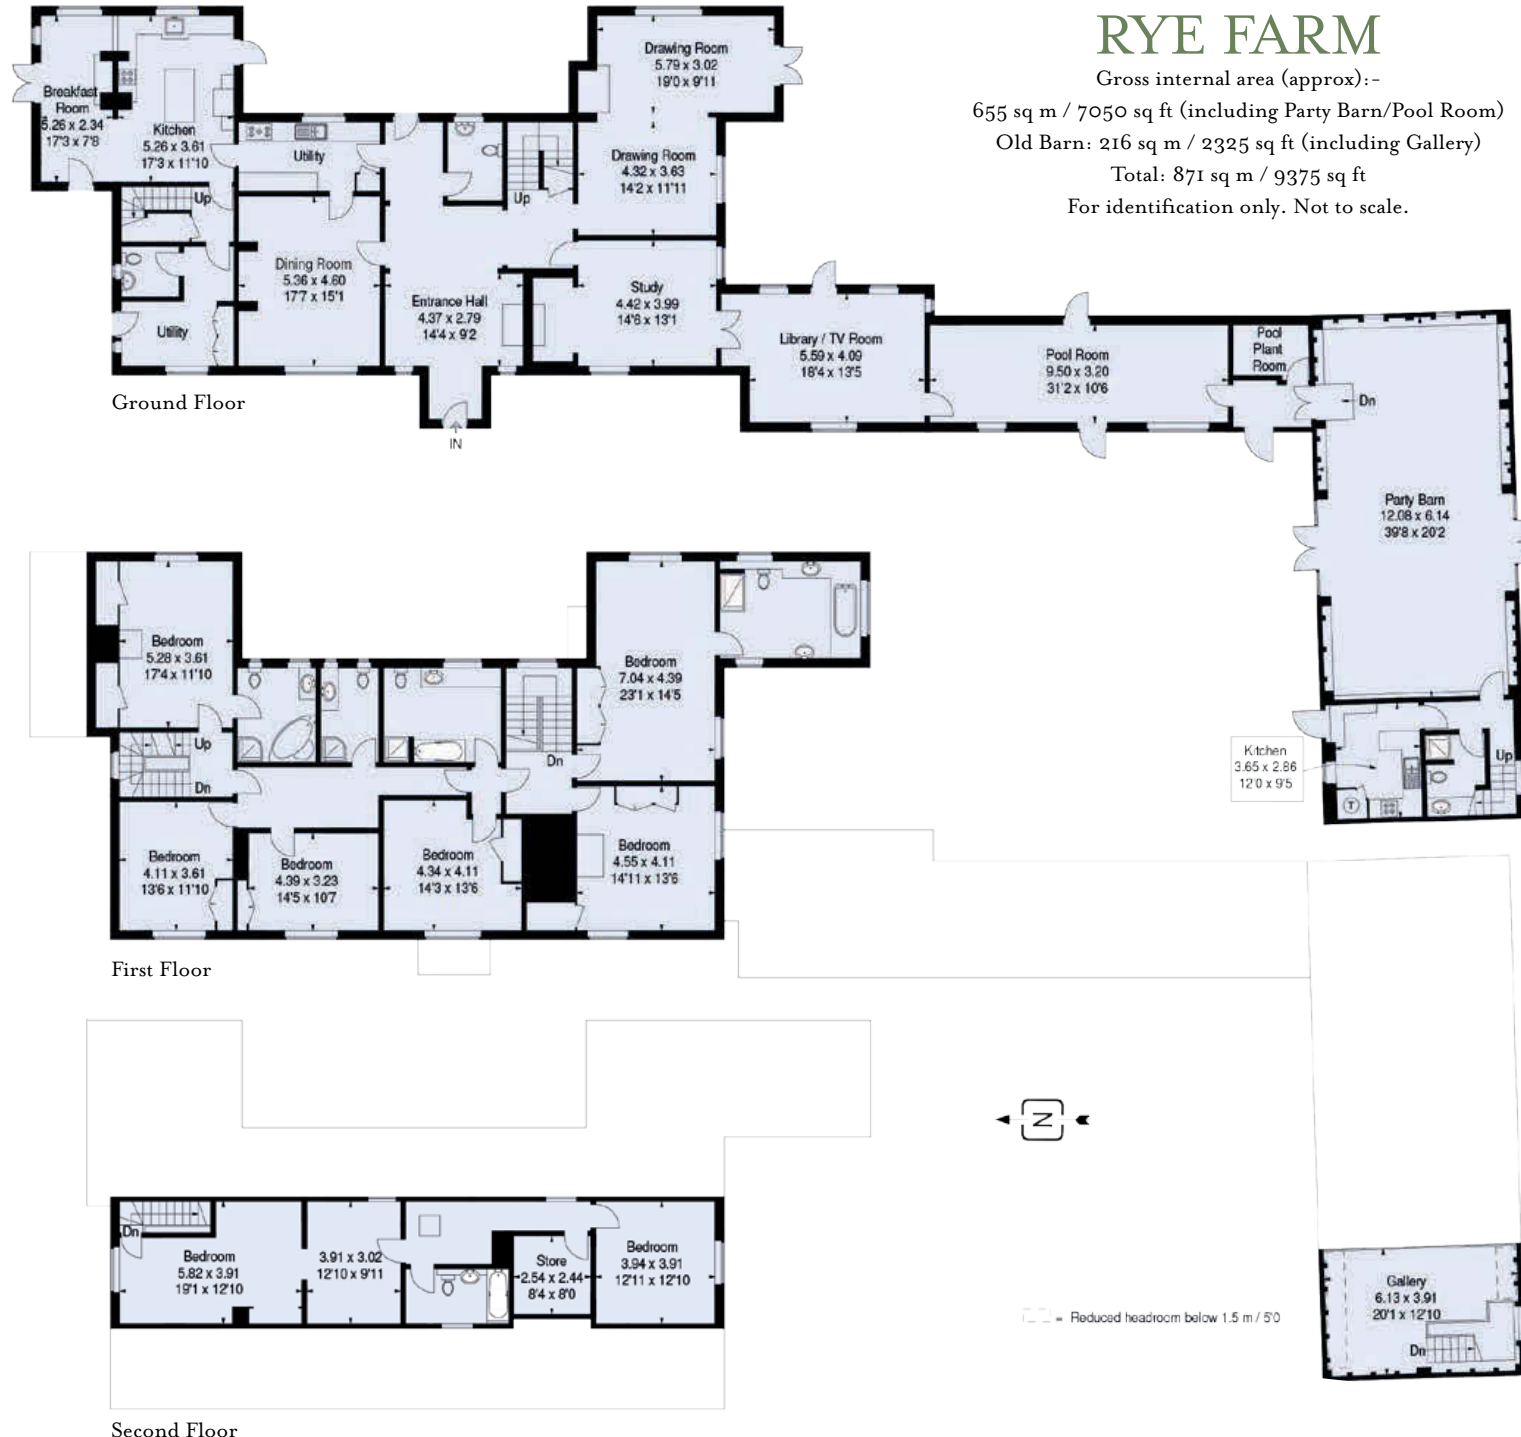 RYE FARM
Gross internal area (approx):-
655 sq m / 7050 sq ft (including Party Barn/Pool Room)
Old Barn: 216 sq m / 2325 sq ft (including Gallery)
Total: 871 sq m / 9375 sq ft
For identification only. Not to scale.
Breakfast
Room
5.26 x 2.34
17'3 x 7'8
Kitchen
5.26 x 3.61
17'3 x 11'10
Utility
Drawing Room
5.79 x 3.02
19'0 x 9'11
Drawing Room
4.32 x 3.63
14'2 x 11'11
Up
Up
Dining Room
5.36 x 4.60
17'7 x 15'1
Entrance Hall
4.37 x 2.79
14'4 x 9'2
Study
4.42 x 3.99
14'6 x 13'1
Utility
Library / TV Room
5.59 x 4.09
18'4 x 13'5
Pool Room
9.50 x 3.20
31'2 x 10'6
Pool
Plant
Room
Dn
Ground Floor
IN
Party Barn
12.08 x 6.14
39'8 x 20'2
Kitchen
3.65 x 2.86
12'0 x 9'5
Up
T
Bedroom
5.28 x 3.61
17'4 x 11'10
Bedroom
7.04 x 4.39
23'1 x 14'5
Up
Dn
Dn
Bedroom
4.11 x 3.61
13'6 x 11'10
Bedroom
4.39 x 3.23
14'5 x 10'7
Bedroom
4.34 x 4.11
14'3 x 13'6
Bedroom
4.55 x 4.11
14'11 x 13'6
First Floor
N
Dn
Bedroom
5.82 x 3.91
19'1 x 12'10
3.91 x 3.02
12'10 x 9'11
Store
2.54 x 2.44
8'4 x 8'0
Bedroom
3.94 x 3.91
12'11 x 12'10
= Reduced headroom below 1.5 m / 5'0
Gallery
6.13 x 3.91
20'1 x 12'10
Dn
Second Floor